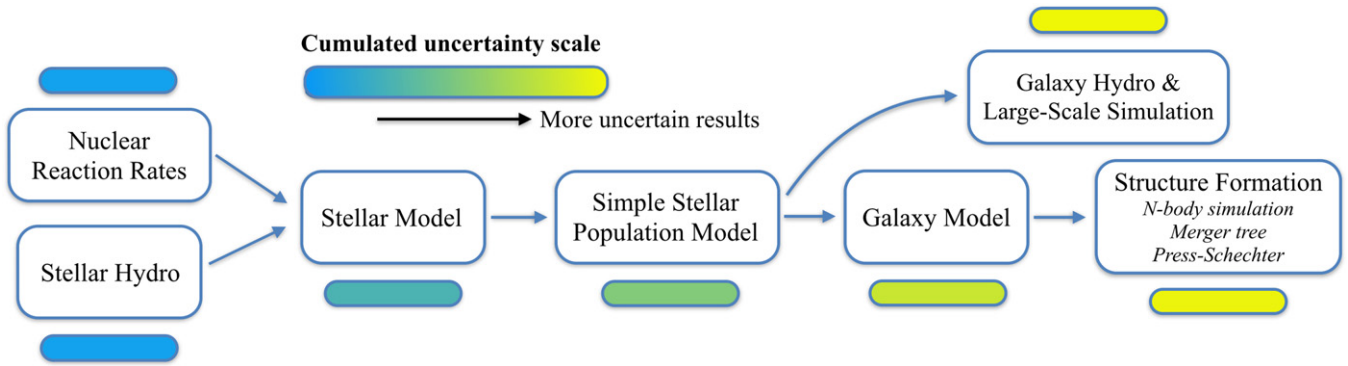 Cumulated uncertainty scale
More uncertain results
Nuclear
Reaction Rates
Stellar Hydro
Stellar Model
Simple Stellar
Population Model
Galaxy Model
Galaxy Hydro &
Large-Scale Simulation
Structure Formation
N-body simulation
Merger tree
Press-Schechter